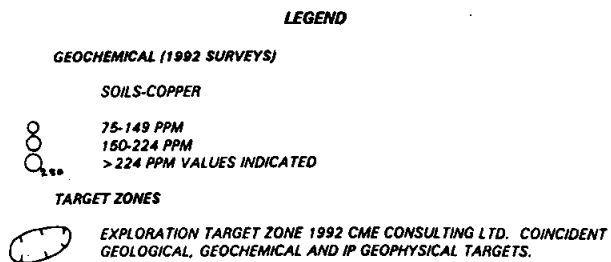 LEGEND
GEOCHEMICAL (1992 SURVEYS)
SOILS-COPPER
75-149 PPM
150-224 PPM
>224 PPM VALUES INDICATED
TARGET ZONES
EXPLORATION TARGET ZONE 1992 CME CONSULTING LTD. COINCIDENT
GEOLOGICAL, GEOCHEMICAL AND IP GEOPHYSICAL TARGETS.